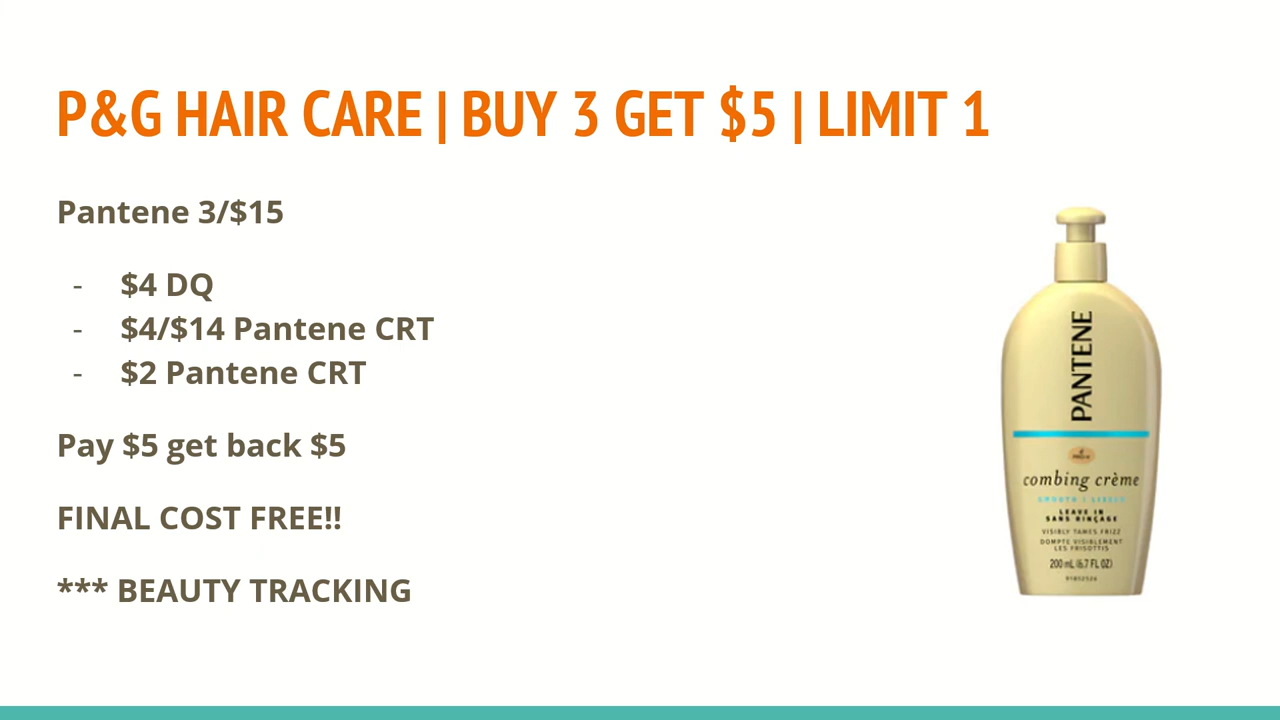 P&G HAIR CARE | BUY 3 GET $5 | LIMIT 1
Pantene 3/$15
- $4 DQ
- $4/$14 Pantene CRT
- $2 Pantene CRT
Pay $5 get back $5
FINAL COST FREE!!
*** BEAUTY TRACKING
PANTENE
PRO-V
combing crème
LEAVE IN
SANS RINÇAGE
VISIBLY TAMES FRIZZ
DOMPTE VISIBLEMENT
LES FRISOTTIS
200 mL (6.7 FL OZ)